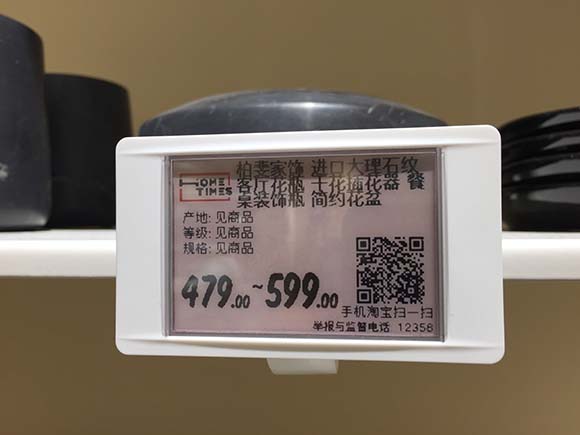 HOME
TIMES
柏斐家饰 进口大理石纹
客厅花瓶 干花插花器 餐
桌装饰瓶 简约花盆
产地: 见商品
等级: 见商品
规格: 见商品
479.00~599.00
手机淘宝扫一扫
举报与监督电话 12358